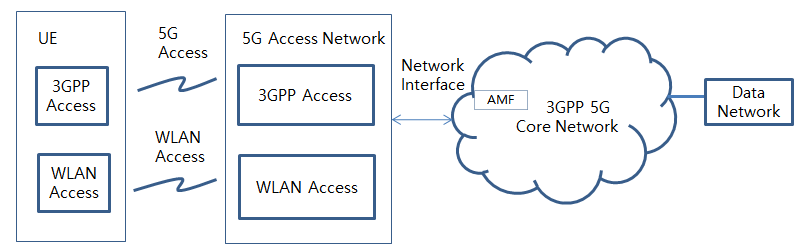 UE
3GPP
Access
WLAN
Access
5G
Access
WLAN
Access
5G Access Network
3GPP Access
WLAN Access
Network
Interface
AMF
3GPP 5G
Core Network
Data
Network